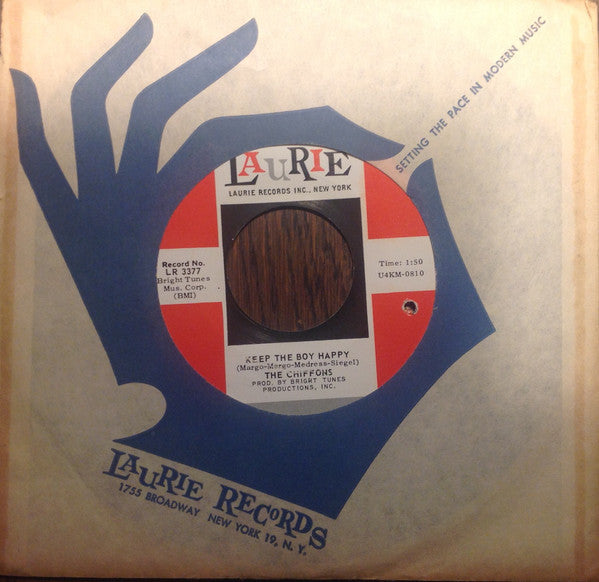 SETTING THE PACE IN MODERN MUSIC
LAURIE
LAURIE RECORDS INC., NEW YORK
Record No.
LR 3377
Bright Tunes
Mus. Corp.
(BMI)
Time: 1:50
U4KM-0810
KEEP THE BOY HAPPY
(Margo-Margo-Medress-Siegel)
THE CHIFFONS
PROD. BY BRIGHT TUNES
PRODUCTIONS, INC.
LAURIE RECORDS
1755 BROADWAY NEW YORK 19, N. Y.